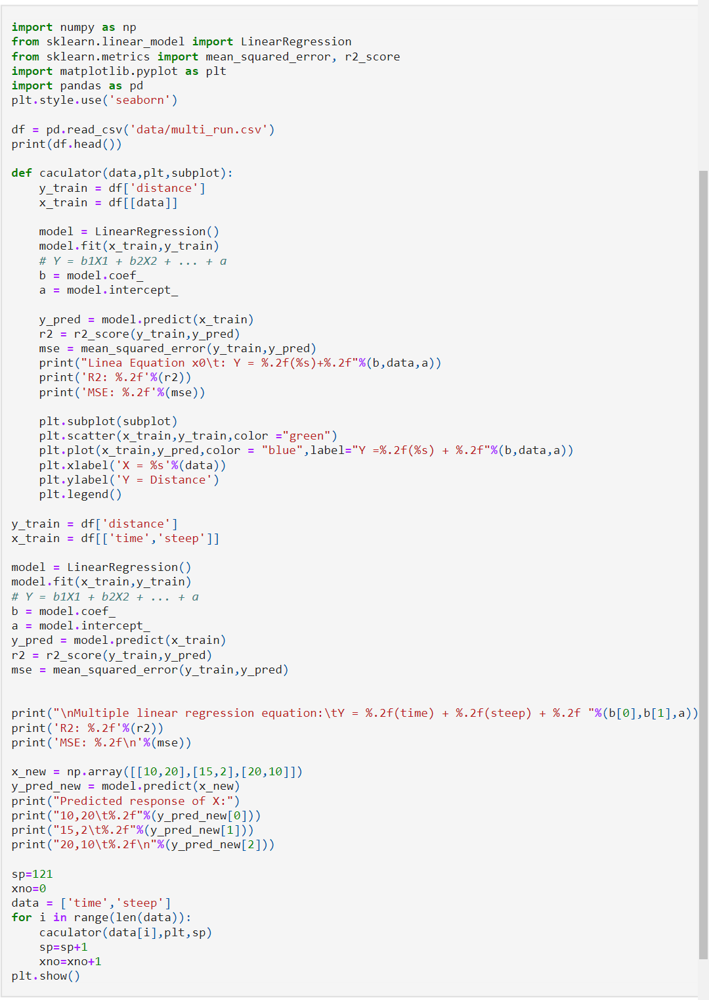 import numpy as np
from sklearn.linear_model import LinearRegression
from sklearn.metrics import mean_squared_error, r2_score
import matplotlib.pyplot as plt
import pandas as pd
plt.style.use('seaborn')

df = pd.read_csv('data/multi_run.csv')
print(df.head())

def caculator(data,plt,subplot):
    y_train = df['distance']
    x_train = df[[data]]

    model = LinearRegression()
    model.fit(x_train,y_train)
    # Y = b1X1 + b2X2 + ... + a
    b = model.coef_
    a = model.intercept_

    y_pred = model.predict(x_train)
    r2 = r2_score(y_train,y_pred)
    mse = mean_squared_error(y_train,y_pred)
    print("Linea Equation x0\t: Y = %.2f(%s)+%.2f"%(b,data,a))
    print('R2: %.2f'%(r2))
    print('MSE: %.2f'%(mse))

    plt.subplot(subplot)
    plt.scatter(x_train,y_train,color ="green")
    plt.plot(x_train,y_pred,color = "blue",label="Y =%.2f(%s) + %.2f"%(b,data,a))
    plt.xlabel('X = %s'%(data))
    plt.ylabel('Y = Distance')
    plt.legend()

y_train = df['distance']
x_train = df[['time','steep']]

model = LinearRegression()
model.fit(x_train,y_train)
# Y = b1X1 + b2X2 + ... + a
b = model.coef_
a = model.intercept_
y_pred = model.predict(x_train)
r2 = r2_score(y_train,y_pred)
mse = mean_squared_error(y_train,y_pred)


print("\nMultiple linear regression equation:\tY = %.2f(time) + %.2f(steep) + %.2f "%(b[0],b[1],a))
print('R2: %.2f'%(r2))
print('MSE: %.2f\n'%(mse))

x_new = np.array([[10,20],[15,2],[20,10]])
y_pred_new = model.predict(x_new)
print("Predicted response of X:")
print("10,20\t%.2f"%(y_pred_new[0]))
print("15,2\t%.2f"%(y_pred_new[1]))
print("20,10\t%.2f\n"%(y_pred_new[2]))

sp=121
xno=0
data = ['time','steep']
for i in range(len(data)):
    caculator(data[i],plt,sp)
    sp=sp+1
    xno=xno+1
plt.show()